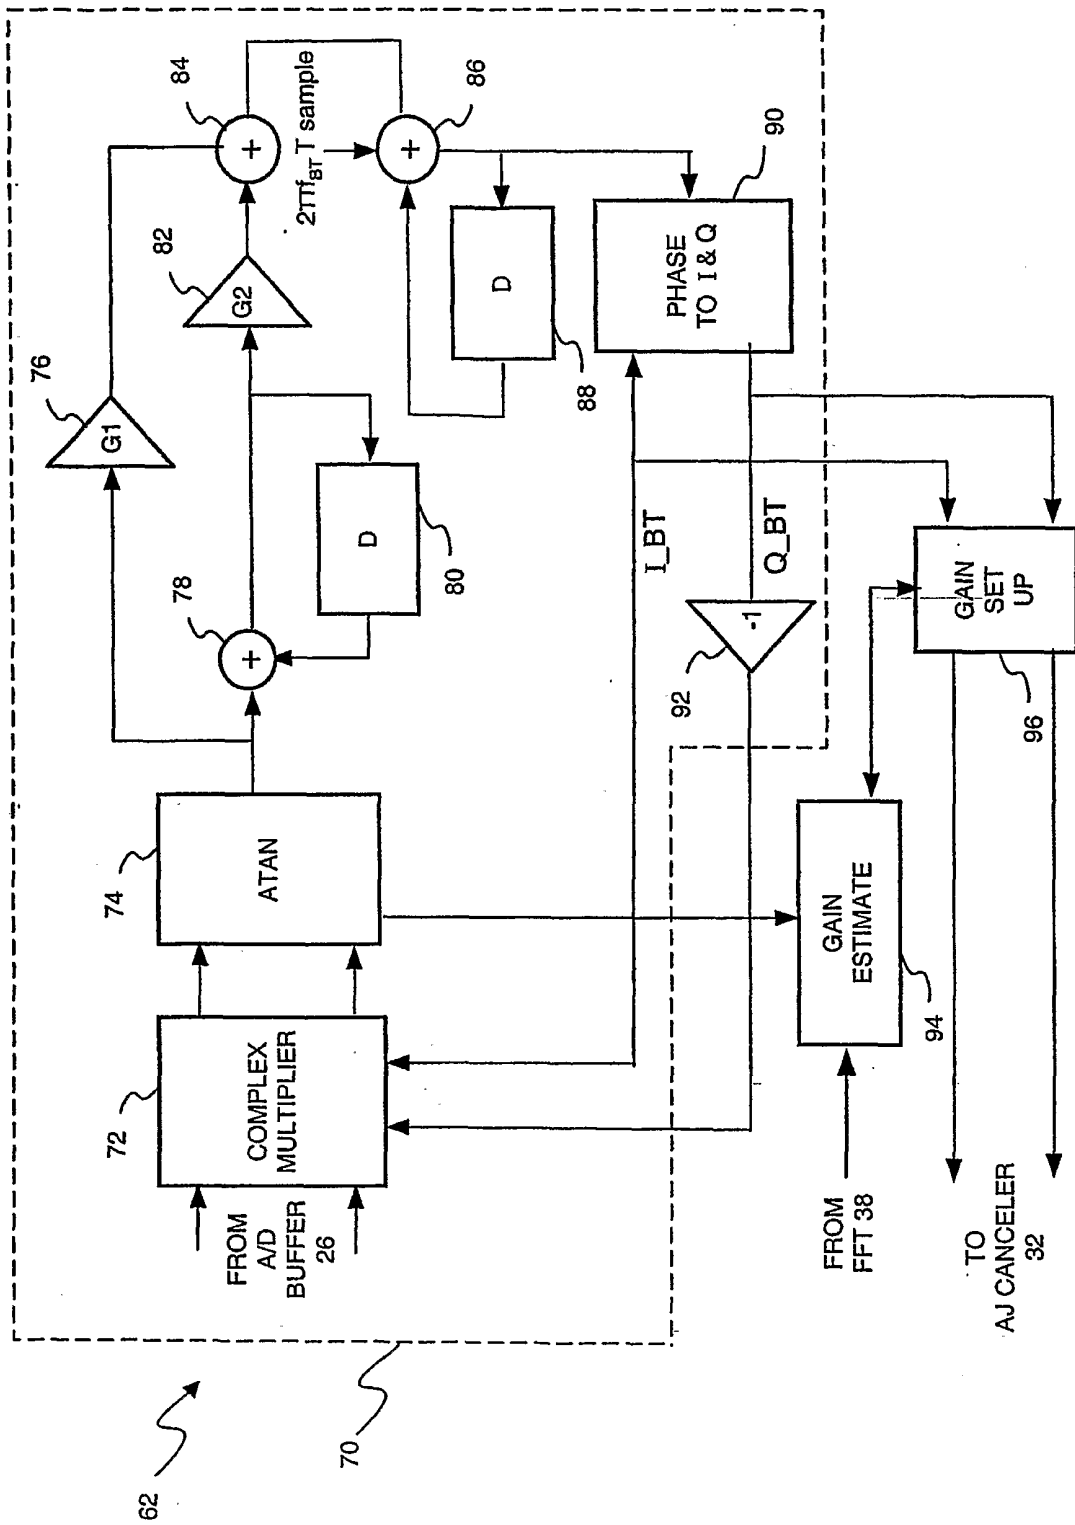 62
70
FROM
A/D
BUFFER
26
72
COMPLEX
MULTIPLIER
74
ATAN
76
G1
78
+
80
D
82
G2
84
+
2πf_BT T sample
86
+
88
D
90
PHASE
TO I & Q
I_BT
Q_BT
92
-1
FROM
FFT 38
94
GAIN
ESTIMATE
96
GAIN
SET
UP
TO
AJ CANCELER
32